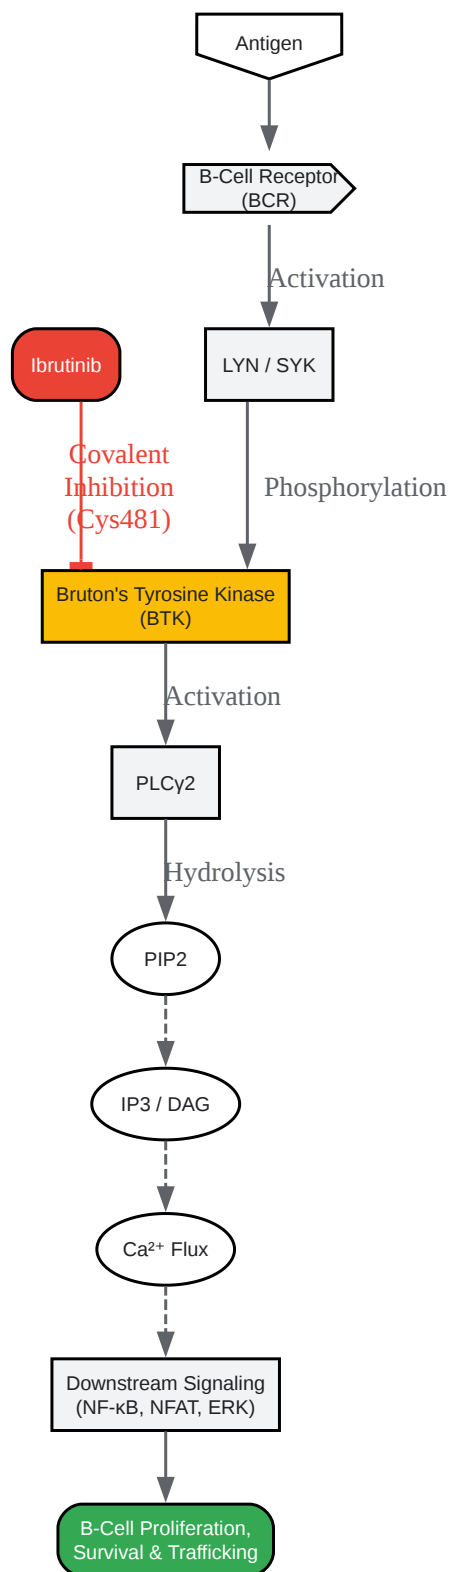 Antigen
B-Cell Receptor
(BCR)
Activation
Ibrutinib
LYN / SYK
Covalent
Inhibition
(Cys481)
Phosphorylation
Bruton's Tyrosine Kinase
(BTK)
Activation
PLCγ2
Hydrolysis
PIP2
IP3 / DAG
Ca²⁺ Flux
Downstream Signaling
(NF-κB, NFAT, ERK)
B-Cell Proliferation,
Survival & Trafficking